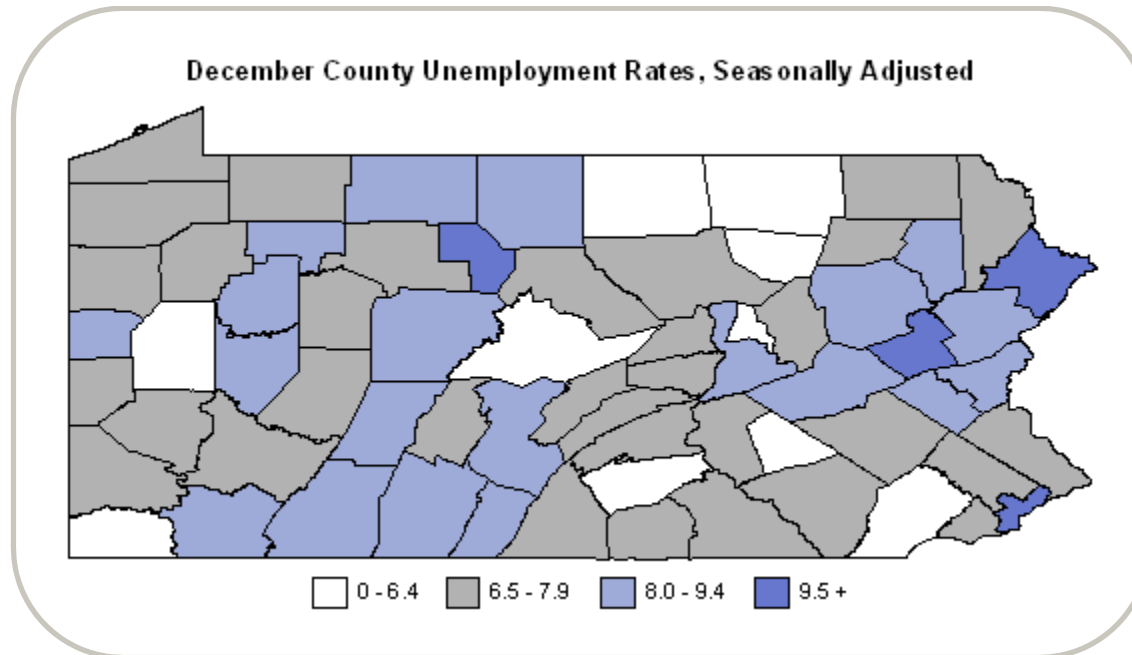 December County Unemployment Rates, Seasonally Adjusted
0 - 6.4 6.5 - 7.9 8.0 - 9.4 9.5 +